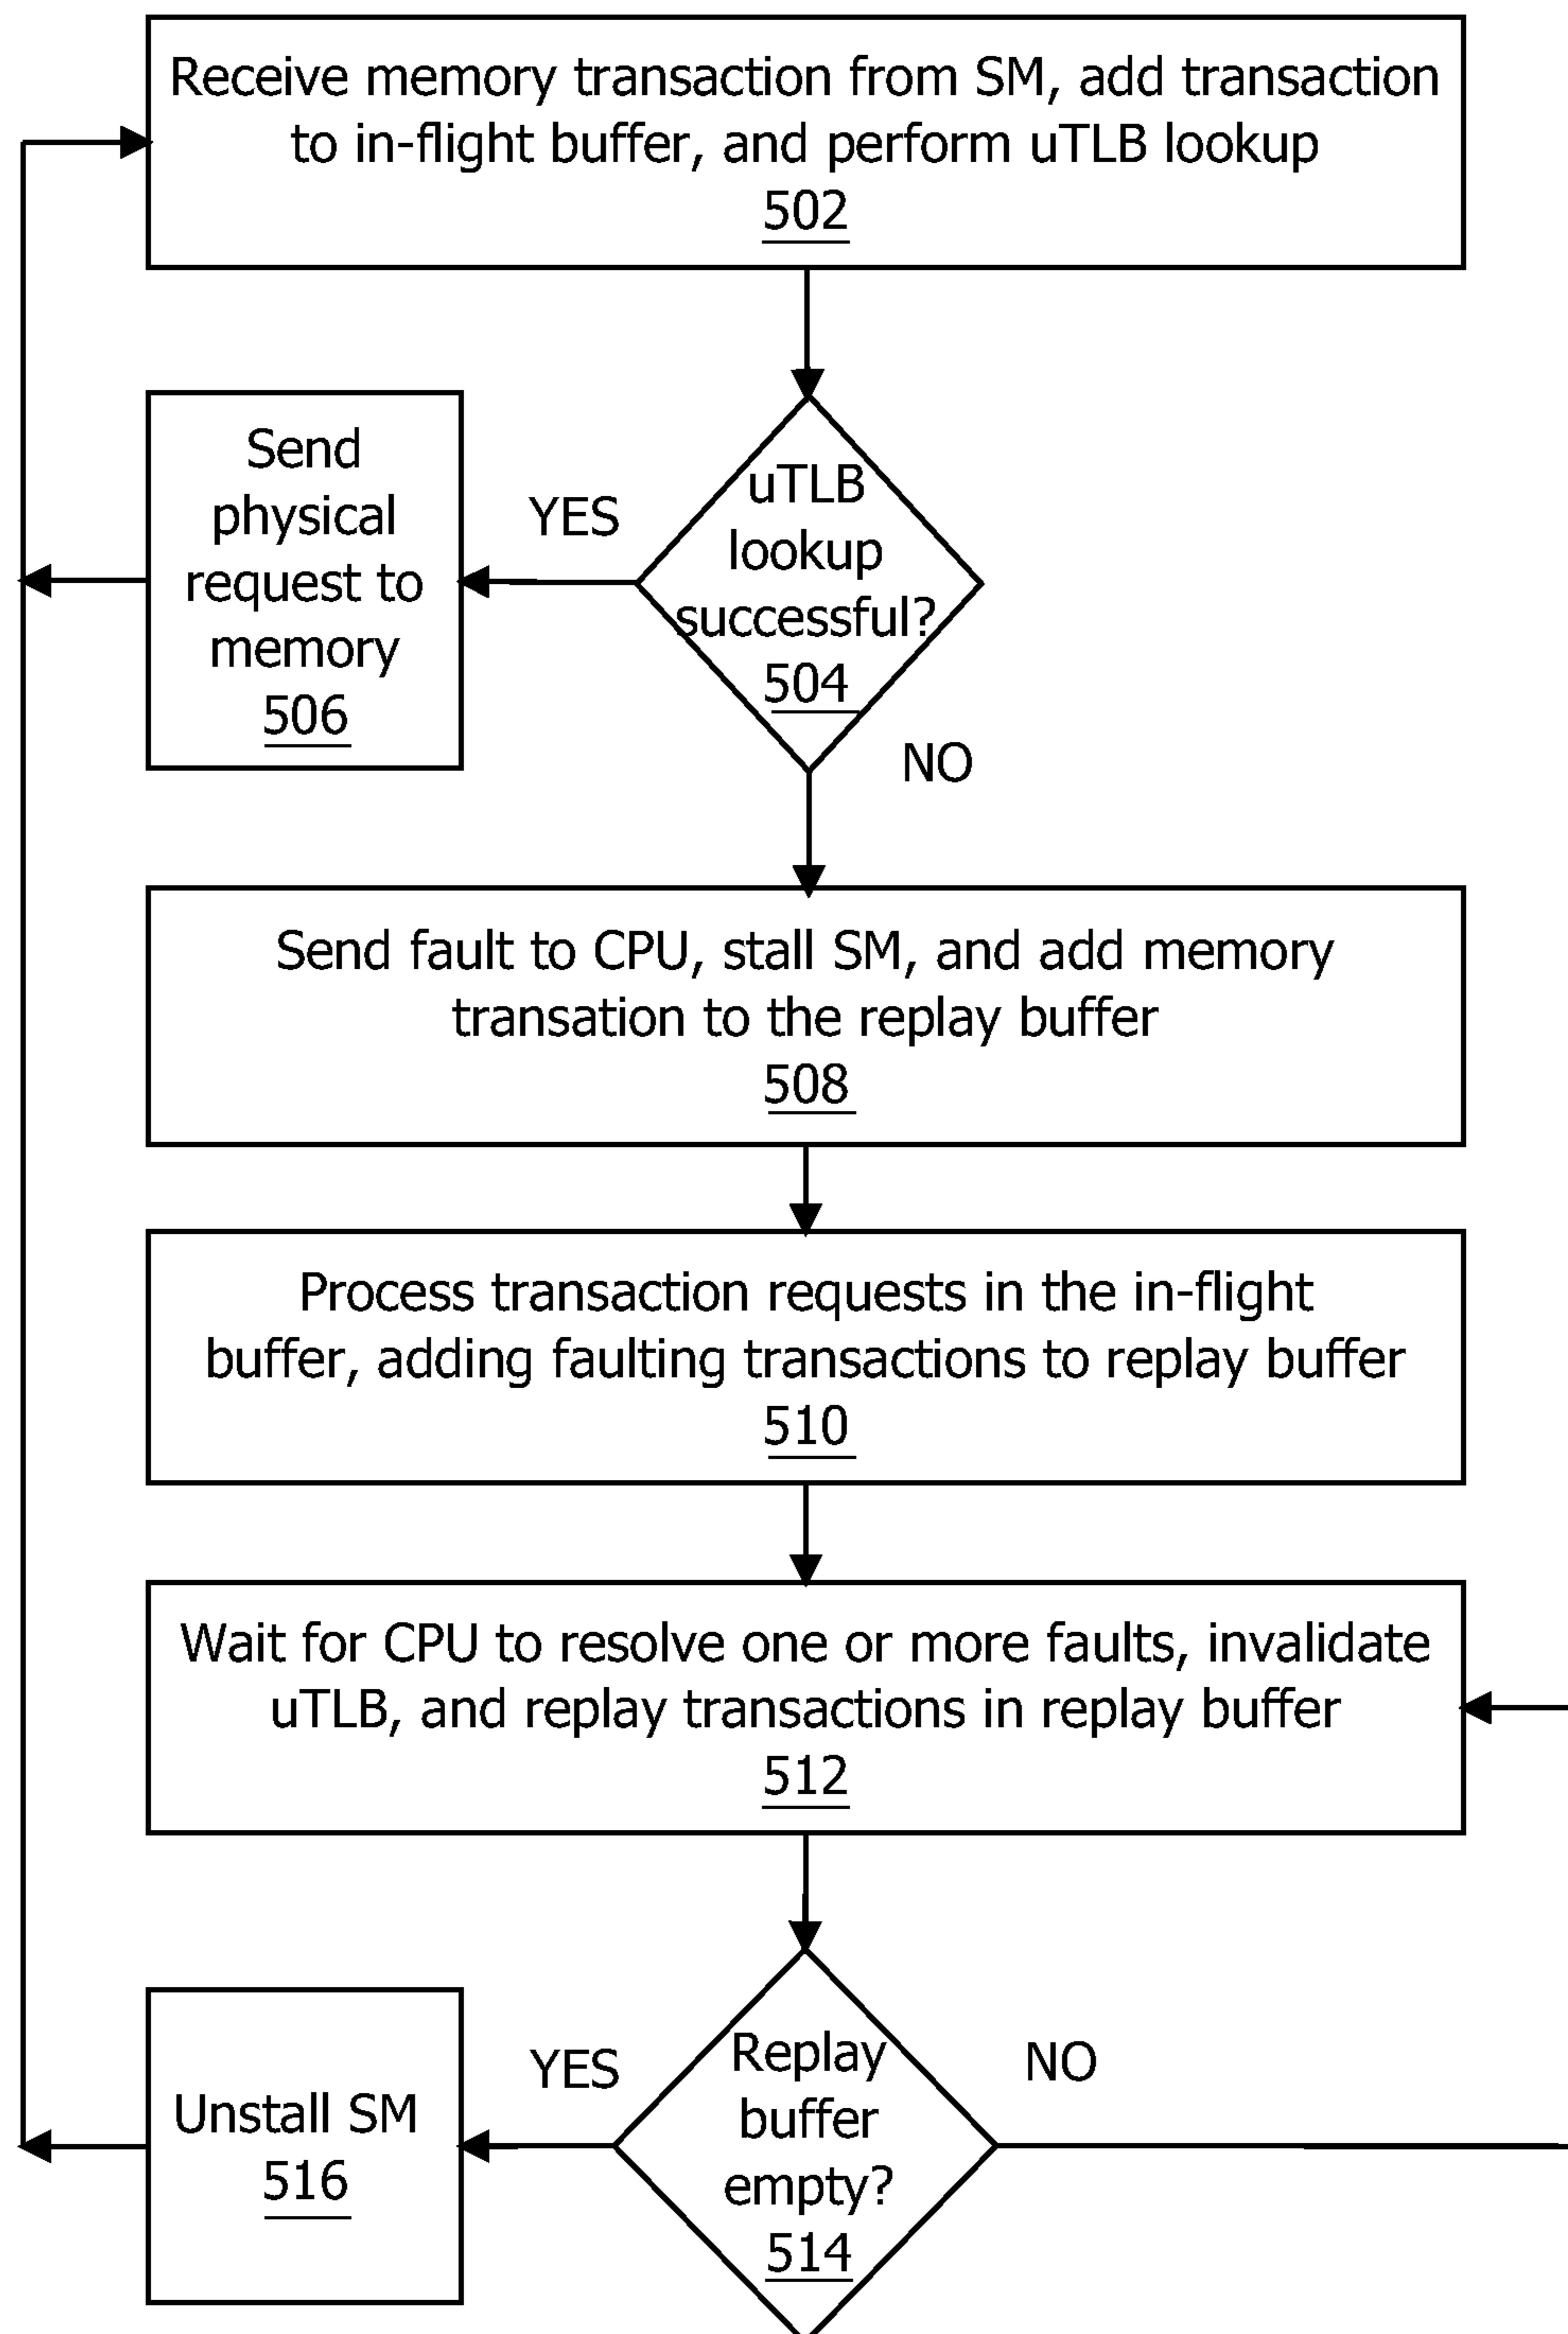 Receive memory transaction from SM, add transaction
to in-flight buffer, and perform uTLB lookup
502
uTLB
lookup
successful?
504
YES
Send
physical
request to
memory
506
NO
Send fault to CPU, stall SM, and add memory
transation to the replay buffer
508
Process transaction requests in the in-flight
buffer, adding faulting transactions to replay buffer
510
Wait for CPU to resolve one or more faults, invalidate
uTLB, and replay transactions in replay buffer
512
Replay
buffer
empty?
514
YES
NO
Unstall SM
516